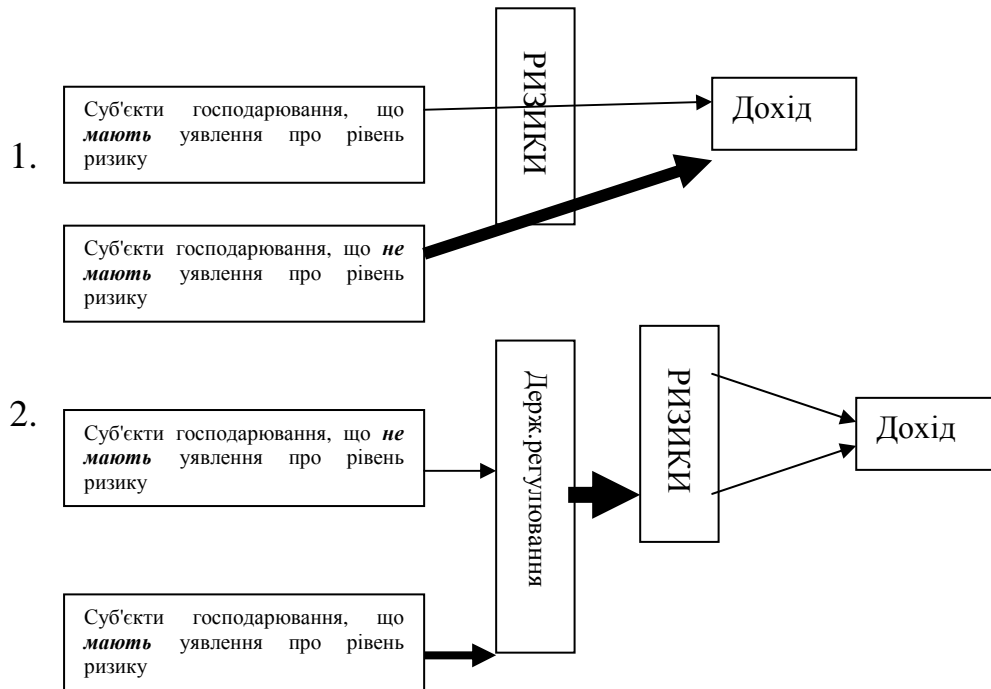 1.
Суб'єкти господарювання, що
мають уявлення про рівень
ризику
Суб'єкти господарювання, що не
мають уявлення про рівень
ризику
РИЗИКИ
Дохід
2.
Суб'єкти господарювання, що не
мають уявлення про рівень
ризику
Суб'єкти господарювання, що
мають уявлення про рівень
ризику
Держ.регулювання
РИЗИКИ
Дохід